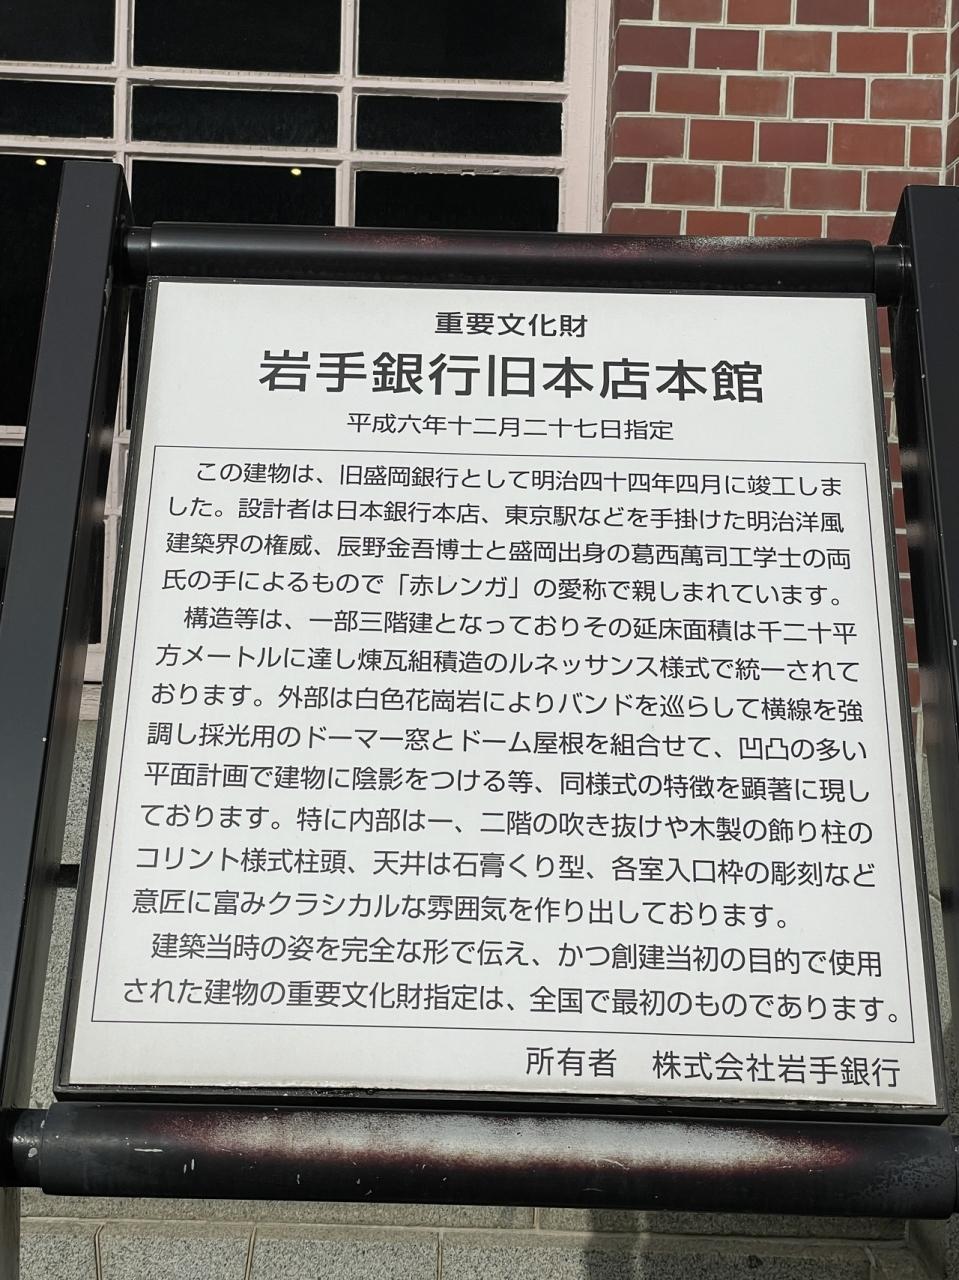 重要文化財
岩手銀行旧本店本館
平成六年十二月二十七日指定
この建物は、旧盛岡銀行として明治四十四年四月に竣工しま
した。設計者は日本銀行本店、東京駅などを手掛けた明治洋風
建築界の権威、辰野金吾博士と盛岡出身の葛西萬司工学士の両
氏の手によるもので「赤レンガ」の愛称で親しまれています。
構造等は、一部三階建となっておりその延床面積は千二十平
方メートルに達し煉瓦組積造のルネッサンス様式で統一されて
おります。外部は白色花崗岩によりバンドを巡らして横線を強
調し採光用のドーマー窓とドーム屋根を組合せて、凹凸の多い
平面計画で建物に陰影をつける等、同様式の特徴を顕著に現し
ております。特に内部は一、二階の吹き抜けや木製の飾り柱の
コリント様式柱頭、天井は石膏くり型、各室入口枠の彫刻など
意匠に富みクラシカルな雰囲気を作り出しております。
建築当時の姿を完全な形で伝え、かつ創建当初の目的で使用
された建物の重要文化財指定は、全国で最初のものであります。
所有者　株式会社岩手銀行